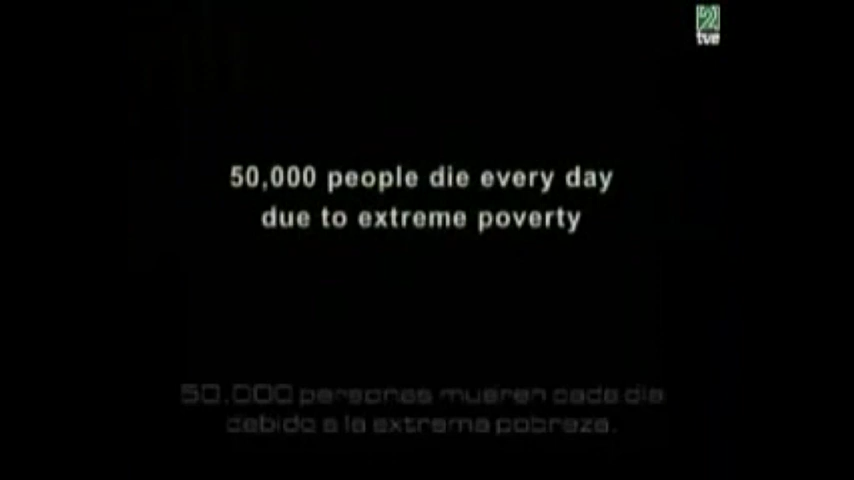 2
tve
50,000 people die every day
due to extreme poverty
50.000 personas mueren cada día
debido a la extrema pobreza.